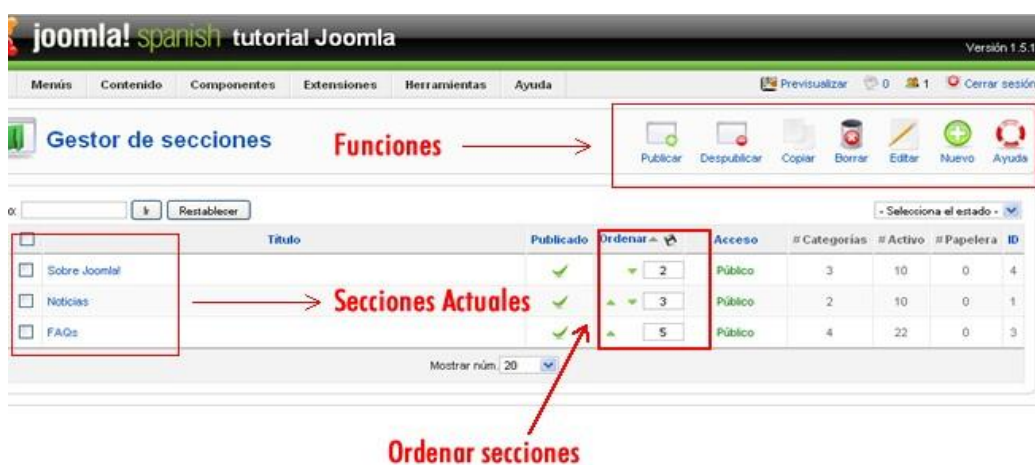 joomla! spanish tutorial Joomla
Versión 1.5.1
Menús Contenido Componentes Extensiones Herramientas Ayuda Previsualizar 0 1 Cerrar sesión
Gestor de secciones
Funciones
Publicar Despublicar Copiar Borrar Editar Nuevo Ayuda
o: Ir Restablecer - Selecciona el estado -
Título Publicado Ordenar Acceso # Categorías # Activo # Papelera ID
Sobre Joomla! 2 Público 3 10 0 4
Noticias 3 Público 2 10 0 1
FAQs 5 Público 4 22 0 3
Secciones Actuales
Mostrar núm. 20
Ordenar secciones